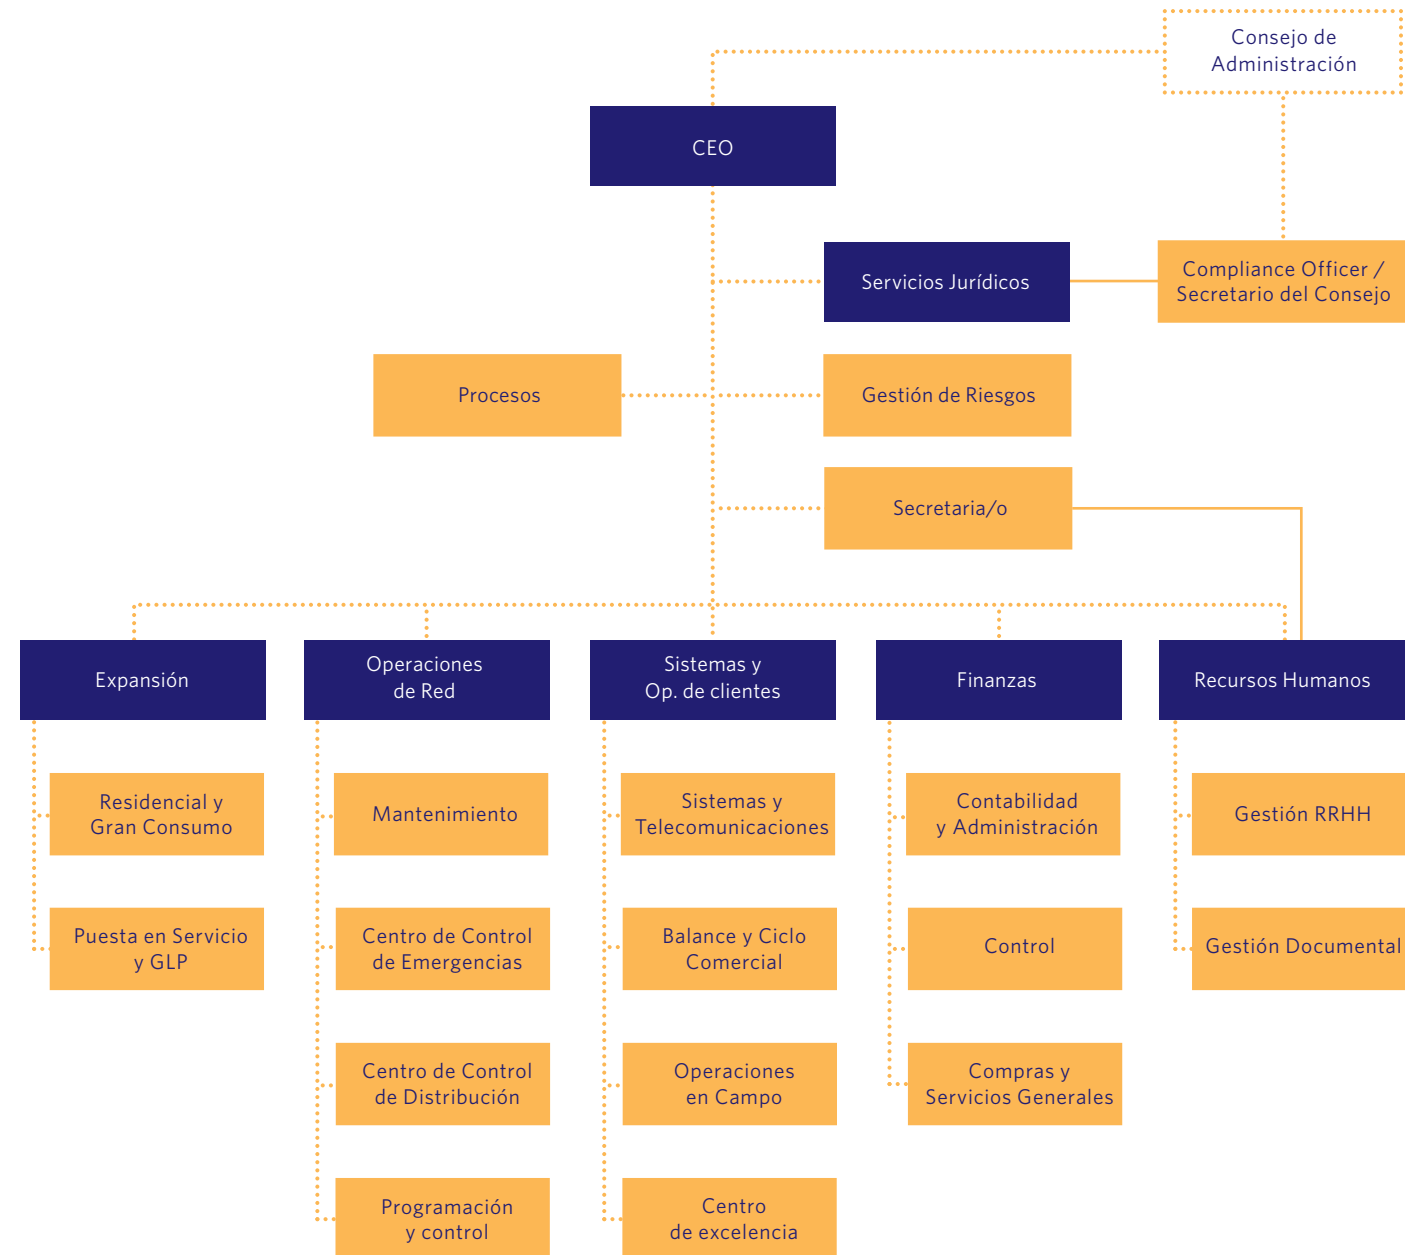 Consejo de
Administración
CEO
Servicios Jurídicos
Compliance Officer /
Secretario del Consejo
Procesos
Gestión de Riesgos
Secretaria/o
Expansión
Operaciones
de Red
Sistemas y
Op. de clientes
Finanzas
Recursos Humanos
Residencial y
Gran Consumo
Mantenimiento
Sistemas y
Telecomunicaciones
Contabilidad
y Administración
Gestión RRHH
Puesta en Servicio
y GLP
Centro de Control
de Emergencias
Balance y Ciclo
Comercial
Control
Gestión Documental
Centro de Control
de Distribución
Operaciones
en Campo
Compras y
Servicios Generales
Programación
y control
Centro
de excelencia